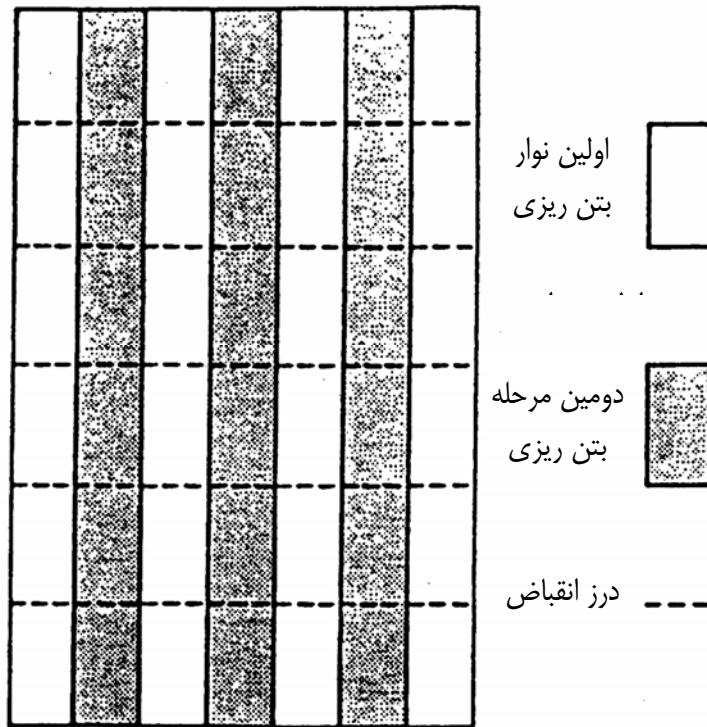 اولین نوار
بتن ریزی
دومین مرحله
بتن ریزی
درز انقباض